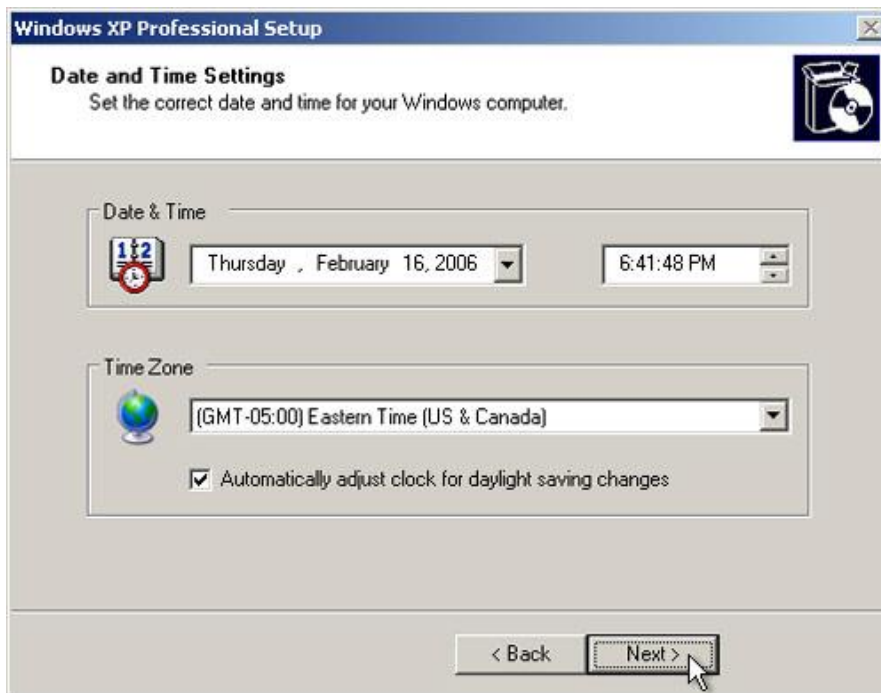 Windows XP Professional Setup
Date and Time Settings
Set the correct date and time for your Windows computer.
Date & Time
12
Thursday , February 16, 2006
6:41:48 PM
Time Zone
(GMT-05:00) Eastern Time (US & Canada)
Automatically adjust clock for daylight saving changes
< Back
Next >